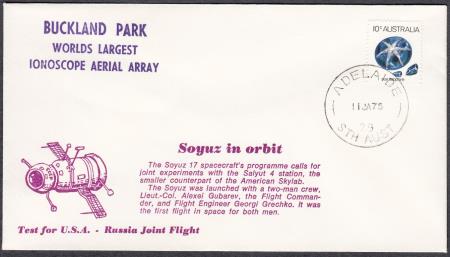 BUCKLAND PARK
WORLDS LARGEST
IONOSCOPE AERIAL ARRAY
10c AUSTRALIA
ADELAIDE
11 JA 75
STH AUST
Soyuz in orbit
The Soyuz 17 spacecraft's programme calls for
joint experiments with the Salyut 4 station, the
smaller counterpart of the American Skylab.
The Soyuz was launched with a two-man crew,
Lieut.-Col. Alexei Gubarev, the Flight Comman-
der, and Flight Engineer Georgi Grechko. It was
the first flight in space for both men.
Test for U.S.A. - Russia Joint Flight